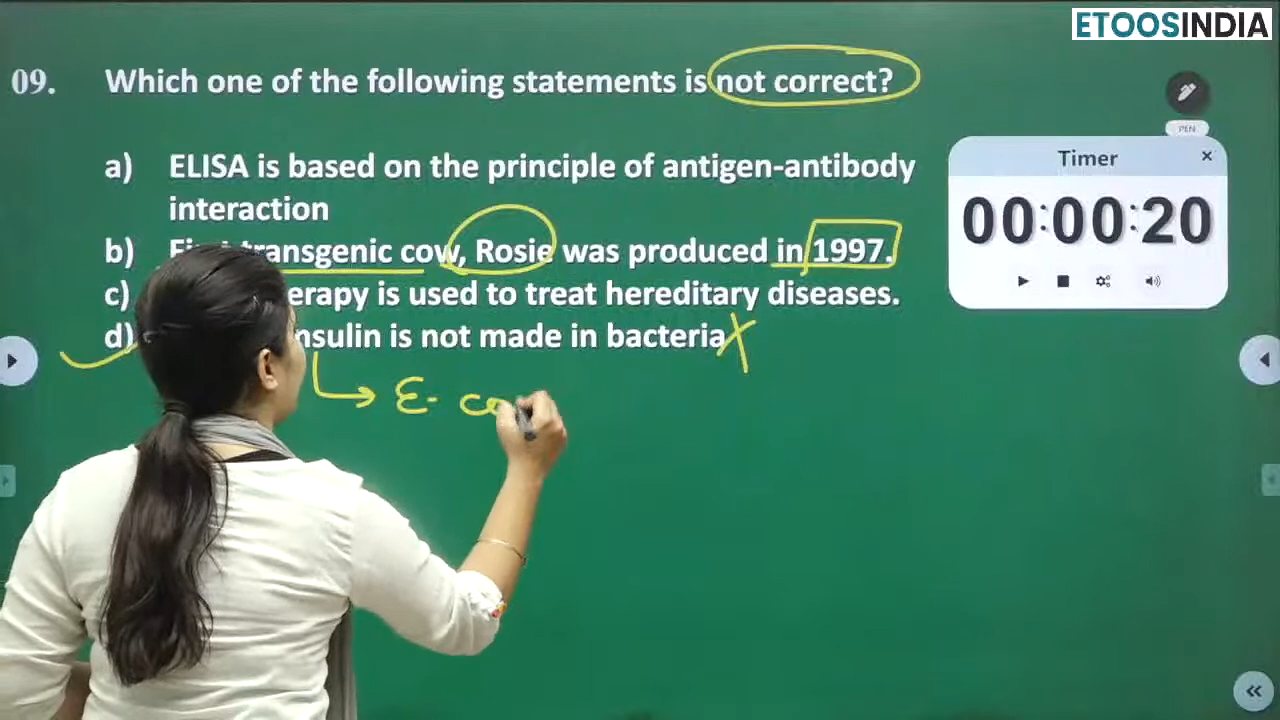 ETOOSINDIA
09. Which one of the following statements is not correct?
PEN
Timer
00:00:20
a) ELISA is based on the principle of antigen-antibody
interaction
b) transgenic cow, Rosie was produced in 1997.
c) is used to treat hereditary diseases.
d) is not made in bacteria
E. co